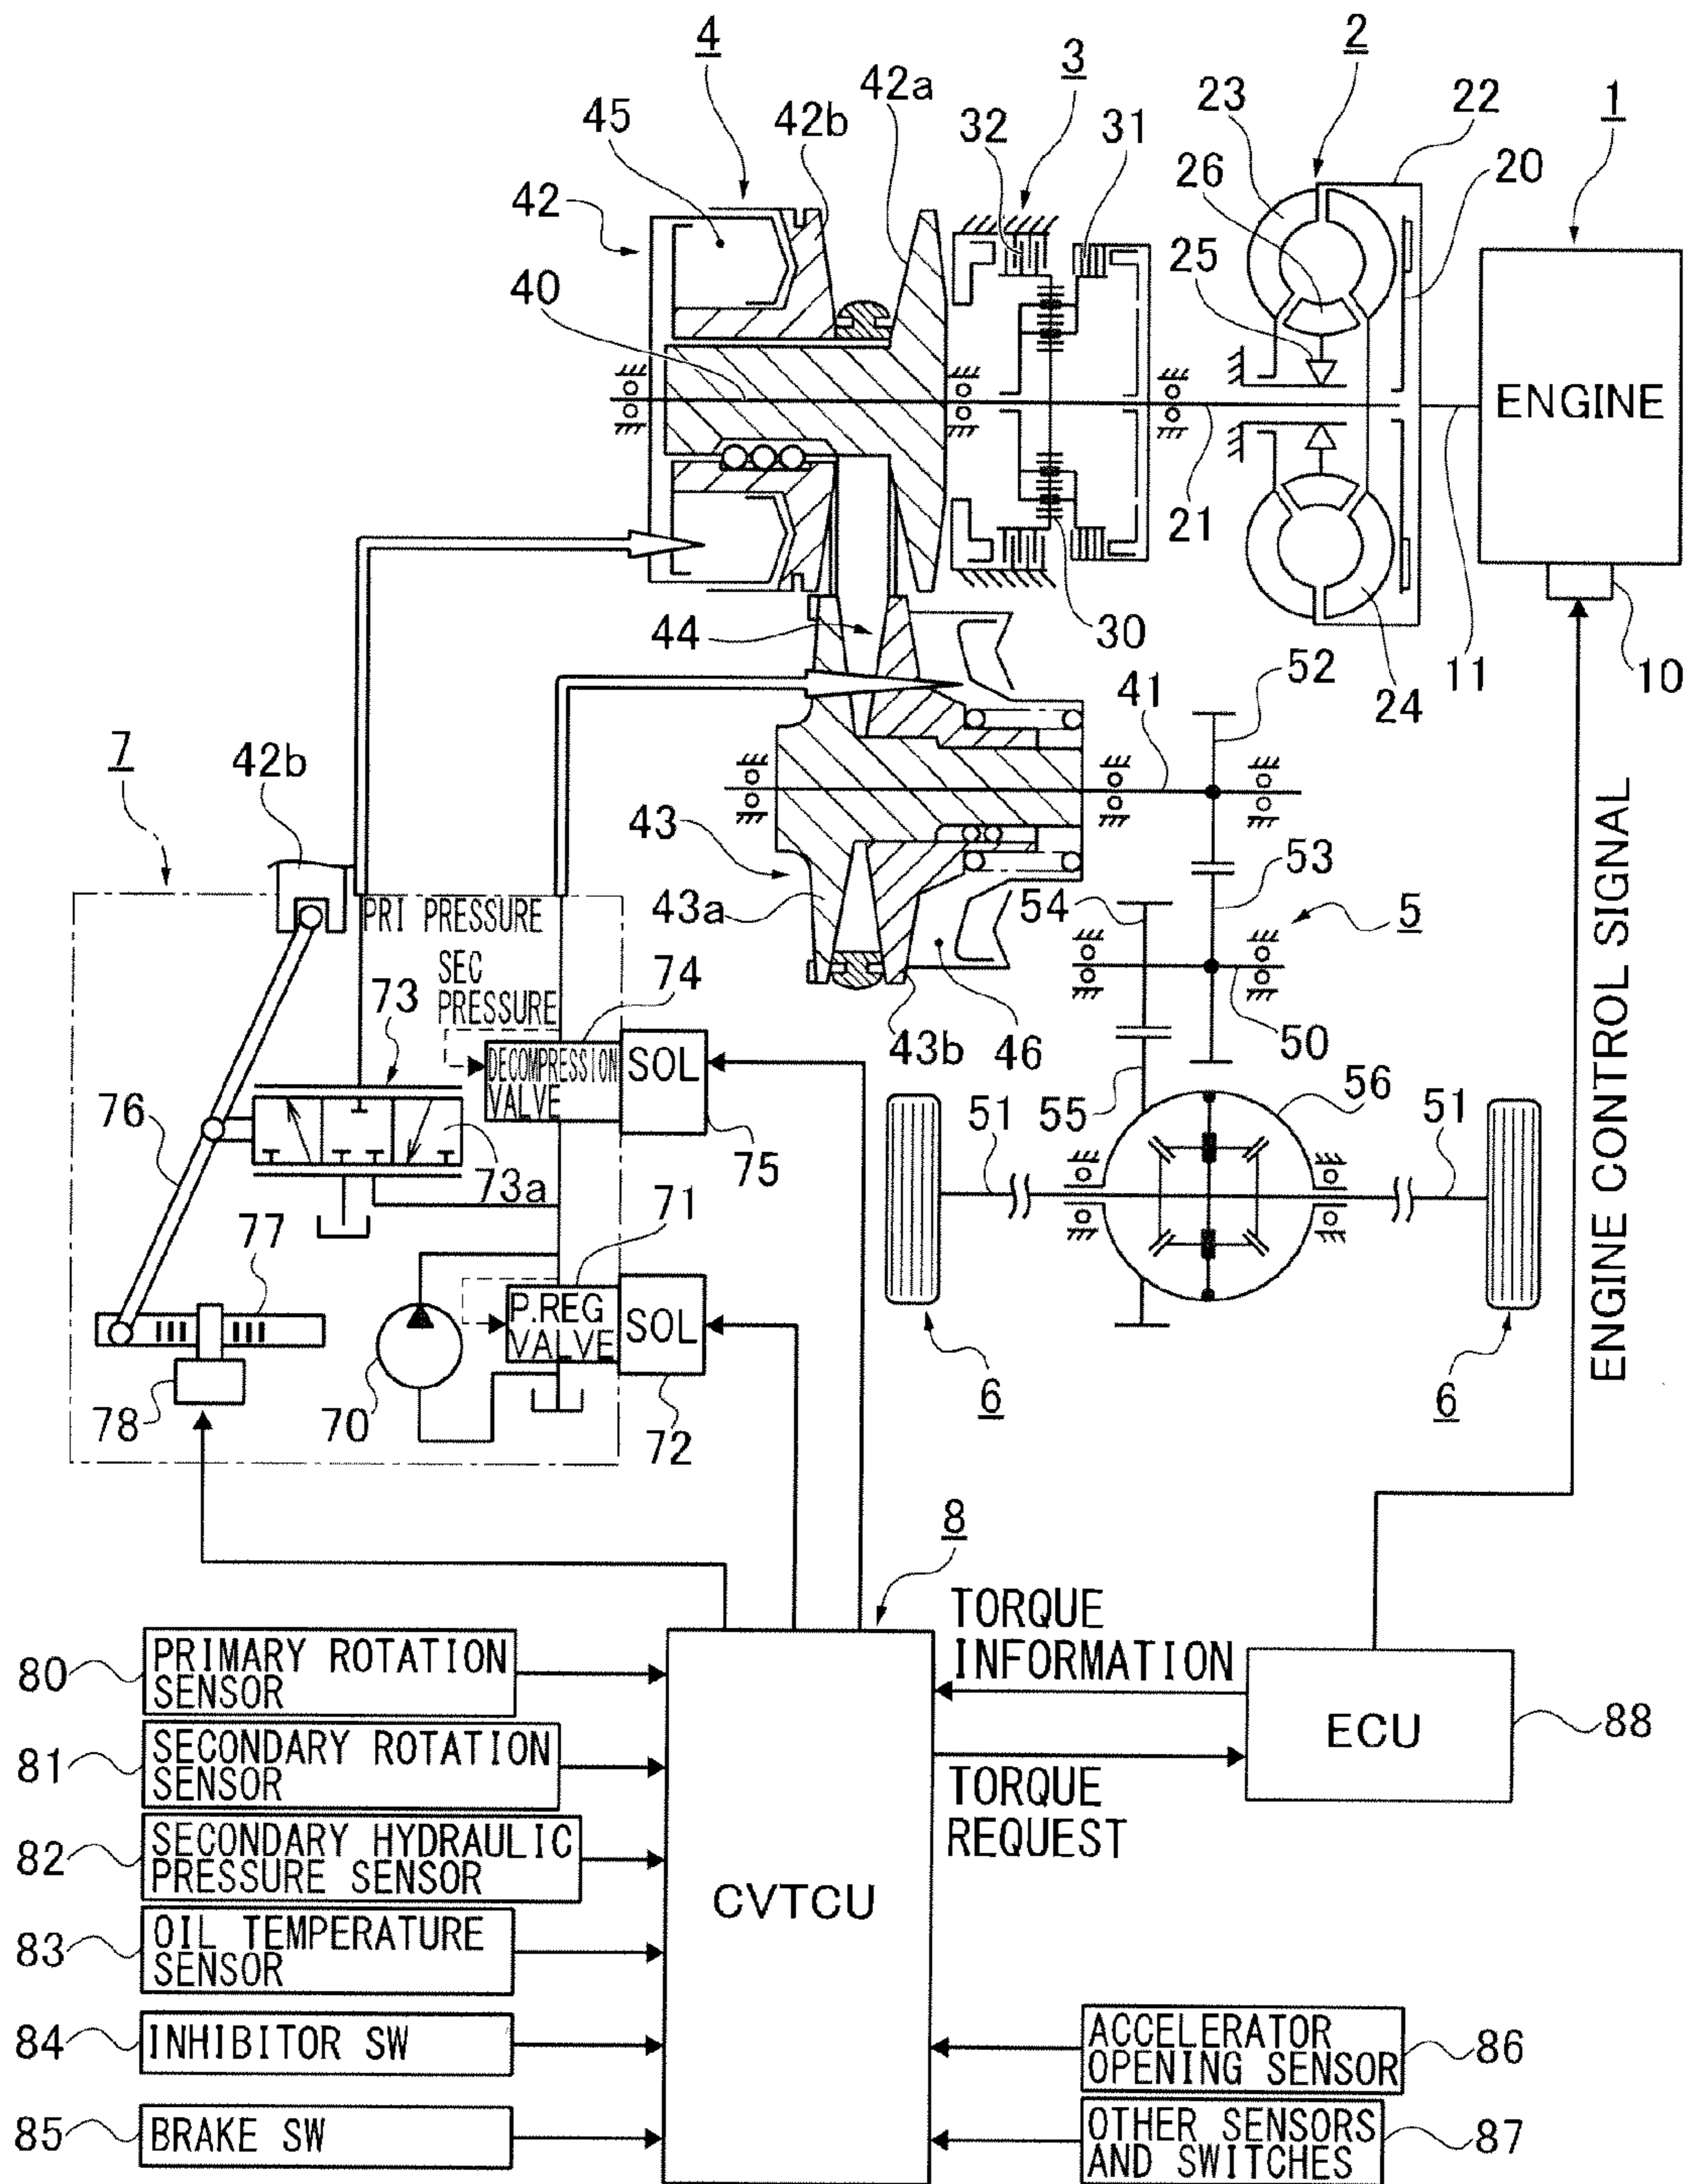 4
42a
2
23
22
1
45
42b
32
3
31
26
20
42
25
40
ENGINE
21
44
30
11
10
24
52
41
7
42b
43
53
PRI PRESSURE
43a
54
5
SEC
PRESSURE
74
73
43b
46
50
DECOMPRESSION
VALVE
SOL
76
55
56
51
51
75
73a
71
77
P.REG
VALVE
SOL
78
70
72
6
6
ENGINE CONTROL SIGNAL
8
TORQUE
INFORMATION
80
PRIMARY ROTATION
SENSOR
ECU
88
81
SECONDARY ROTATION
SENSOR
TORQUE
REQUEST
82
SECONDARY HYDRAULIC
PRESSURE SENSOR
CVTCU
83
OIL TEMPERATURE
SENSOR
84
INHIBITOR SW
ACCELERATOR
OPENING SENSOR
86
85
BRAKE SW
OTHER SENSORS
AND SWITCHES
87